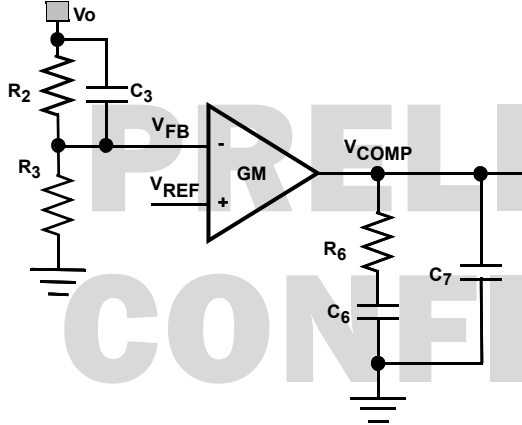 Vo
R2
C3
VFB
R3
VREF
-
+
GM
VCOMP
R6
C7
C6
PRELI
CONFI